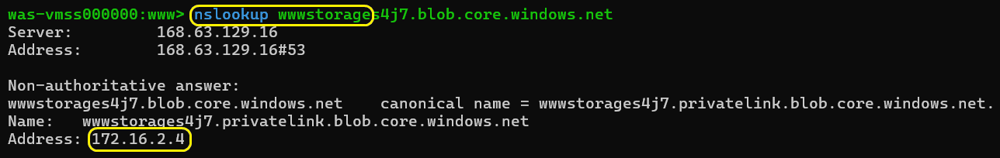 was-vmss000000:www> nslookup wwwstorages4j7.blob.core.windows.net
Server:         168.63.129.16
Address:        168.63.129.16#53
Non-authoritative answer:
wwwstorages4j7.blob.core.windows.net    canonical name = wwwstorages4j7.privatelink.blob.core.windows.net.
Name:   wwwstorages4j7.privatelink.blob.core.windows.net
Address: 172.16.2.4